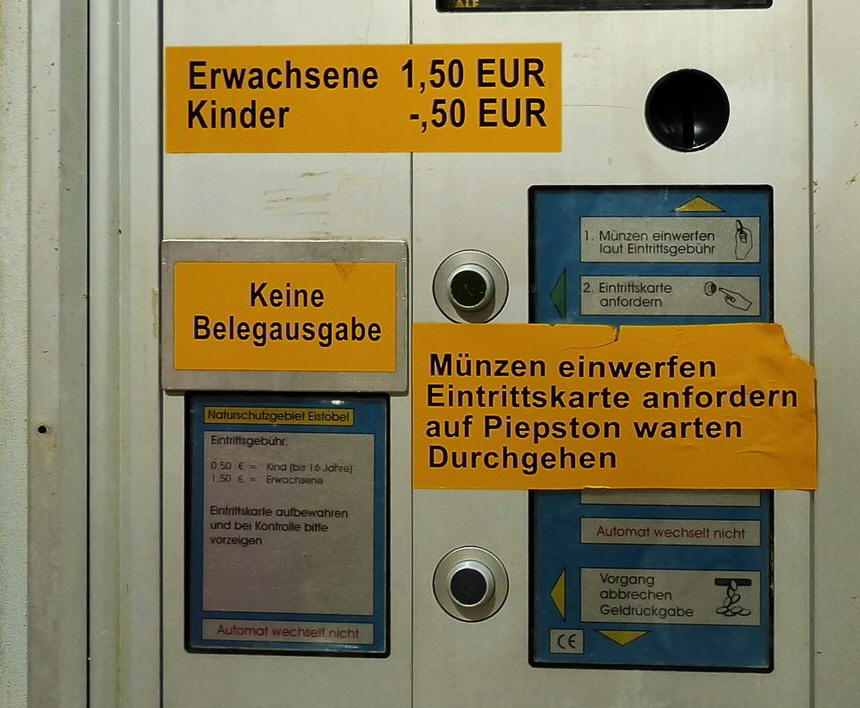 ALF
Erwachsene 1,50 EUR
Kinder -,50 EUR
1. Münzen einwerfen
laut Eintrittsgebühr
2. Eintrittskarte
anfordern
Keine
Belegausgabe
Münzen einwerfen
Eintrittskarte anfordern
auf Piepston warten
Durchgehen
Naturschutzgebiet Eistobel
Eintrittsgebühr:
0,50 € = Kind (bis 16 Jahre)
1,50 € = Erwachsene
Eintrittskarte aufbewahren
und bei Kontrolle bitte
vorzeigen
Automat wechselt nicht
Automat wechselt nicht
Vorgang
abbrechen
Geldrückgabe
CE